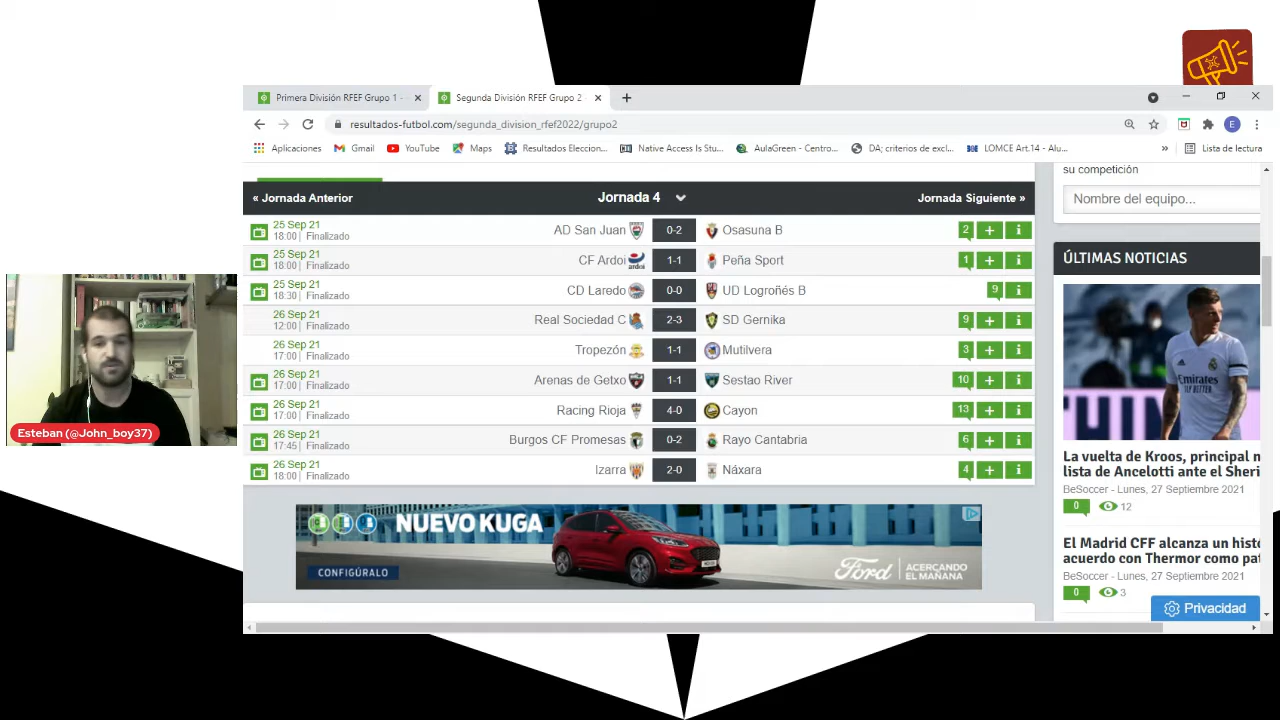 Primera División RFEF Grupo 1 -
Segunda División RFEF Grupo 2
resultados-futbol.com/segunda_division_rfef2022/grupo2
E
Aplicaciones
Gmail
YouTube
Maps
Resultados Eleccion...
Native Access Is Stu...
AulaGreen - Centro...
DA; criterios de excl...
LOMCE Art.14 - Alu...
»
Lista de lectura
« Jornada Anterior
Jornada 4
Jornada Siguiente »
25 Sep 21
18:00 | Finalizado
AD San Juan 0-2 Osasuna B
2 + i
25 Sep 21
18:00 | Finalizado
CF Ardoi 1-1 Peña Sport
1 + i
25 Sep 21
18:30 | Finalizado
CD Laredo 0-0 UD Logroñés B
9 i
26 Sep 21
12:00 | Finalizado
Real Sociedad C 2-3 SD Gernika
9 + i
26 Sep 21
17:00 | Finalizado
Tropezón 1-1 Mutilvera
3 + i
26 Sep 21
17:00 | Finalizado
Arenas de Getxo 1-1 Sestao River
10 + i
26 Sep 21
17:00 | Finalizado
Racing Rioja 4-0 Cayon
13 + i
26 Sep 21
17:45 | Finalizado
Burgos CF Promesas 0-2 Rayo Cantabria
6 + i
26 Sep 21
18:00 | Finalizado
Izarra 2-0 Náxara
4 + i
NUEVO KUGA
CONFIGÚRALO
Ford
ACERCANDO
EL MAÑANA
su competición
Nombre del equipo...
ÚLTIMAS NOTICIAS
Emirates
FLY BETTER
La vuelta de Kroos, principal n
lista de Ancelotti ante el Sheri
BeSoccer - Lunes, 27 Septiembre 2021
0 12
El Madrid CFF alcanza un histó
acuerdo con Thermor como pat
BeSoccer - Lunes, 27 Septiembre 2021
0 3
Privacidad
Esteban (@John_boy37)